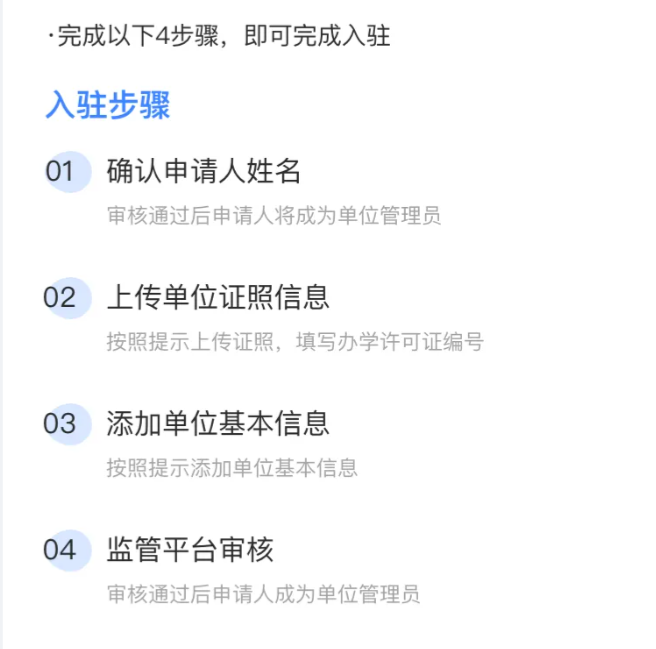 ·完成以下4步骤，即可完成入驻
入驻步骤
01 确认申请人姓名
审核通过后申请人将成为单位管理员
02 上传单位证照信息
按照提示上传证照，填写办学许可证编号
03 添加单位基本信息
按照提示添加单位基本信息
04 监管平台审核
审核通过后申请人成为单位管理员